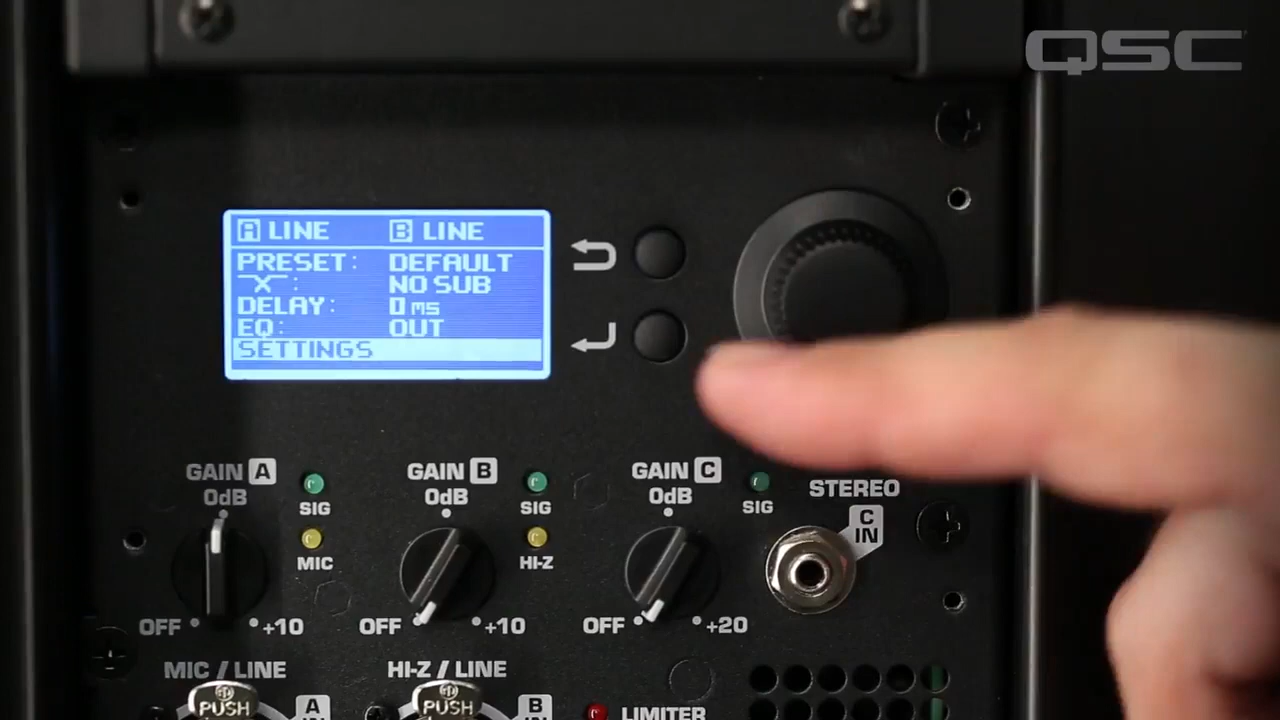 QSC
A LINE B LINE
PRESET: DEFAULT
X: NO SUB
DELAY: 0 ms
EQ: OUT
SETTINGS
GAIN A GAIN B GAIN C
0dB 0dB 0dB
SIG SIG SIG
STEREO
C IN
MIC HI-Z
OFF +10 OFF +10 OFF +20
MIC / LINE HI-Z / LINE
PUSH PUSH
A B
LIMITER